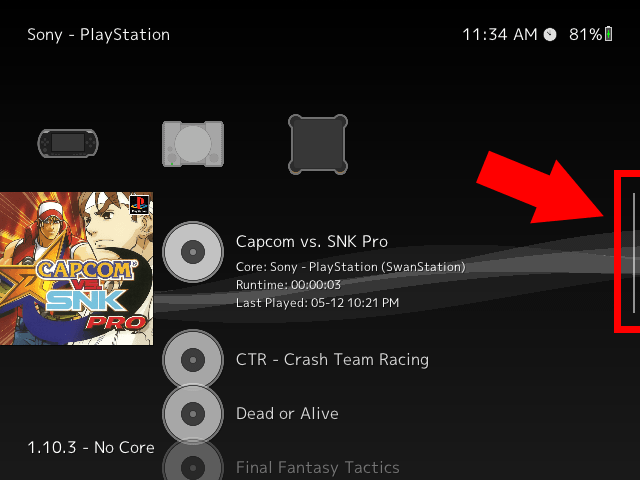 Sony - PlayStation
11:34 AM 81%
CAPCOM
VS.
SNK
PRO
Capcom vs. SNK Pro
Core: Sony - PlayStation (SwanStation)
Runtime: 00:00:03
Last Played: 05-12 10:21 PM
CTR - Crash Team Racing
Dead or Alive
1.10.3 - No Core
Final Fantasy Tactics